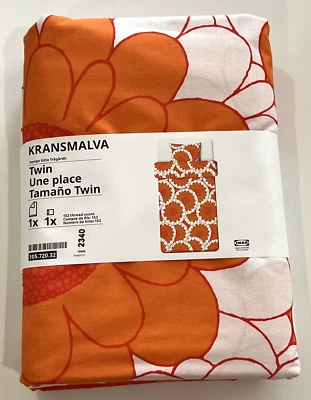 KRANSMALVA
Design Göta Trägårdh
Twin
Une place
Tamaño Twin
1x 1x
152 thread count
Compte de fils: 152
Número de hilos 152
2340
105.720.32
IKEA